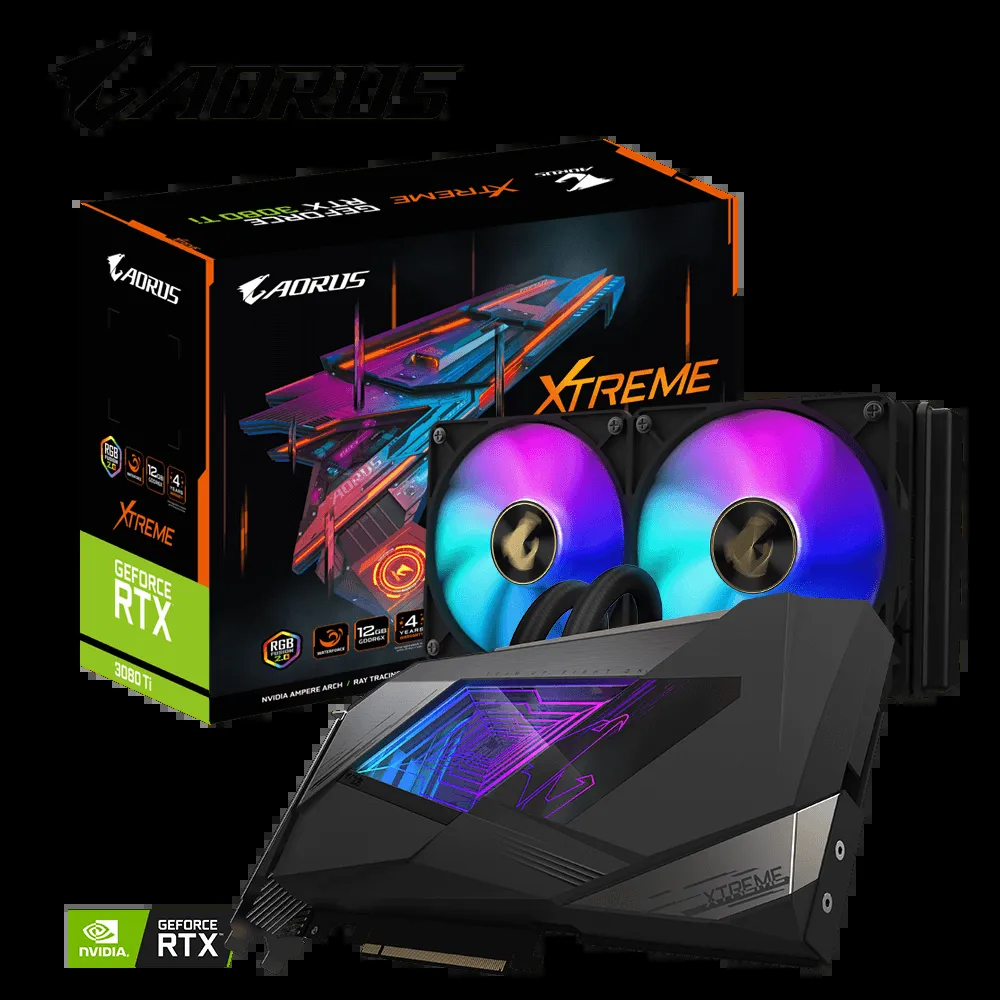 AORUS
GEFORCE
RTX 3080 Ti
XTREME
AORUS
AORUS
XTREME
AORUS
RGB
FUSION
2.0
WATERFORCE
12GB
4
YEARS
XTREME
GEFORCE
RTX
3080 Ti
RGB
FUSION
2.0
WATERFORCE
12GB
GDDR6X
4
YEARS
WARRANTY
NVIDIA AMPERE ARCH / RAY TRACING
XTREME
NVIDIA.
GEFORCE
RTX